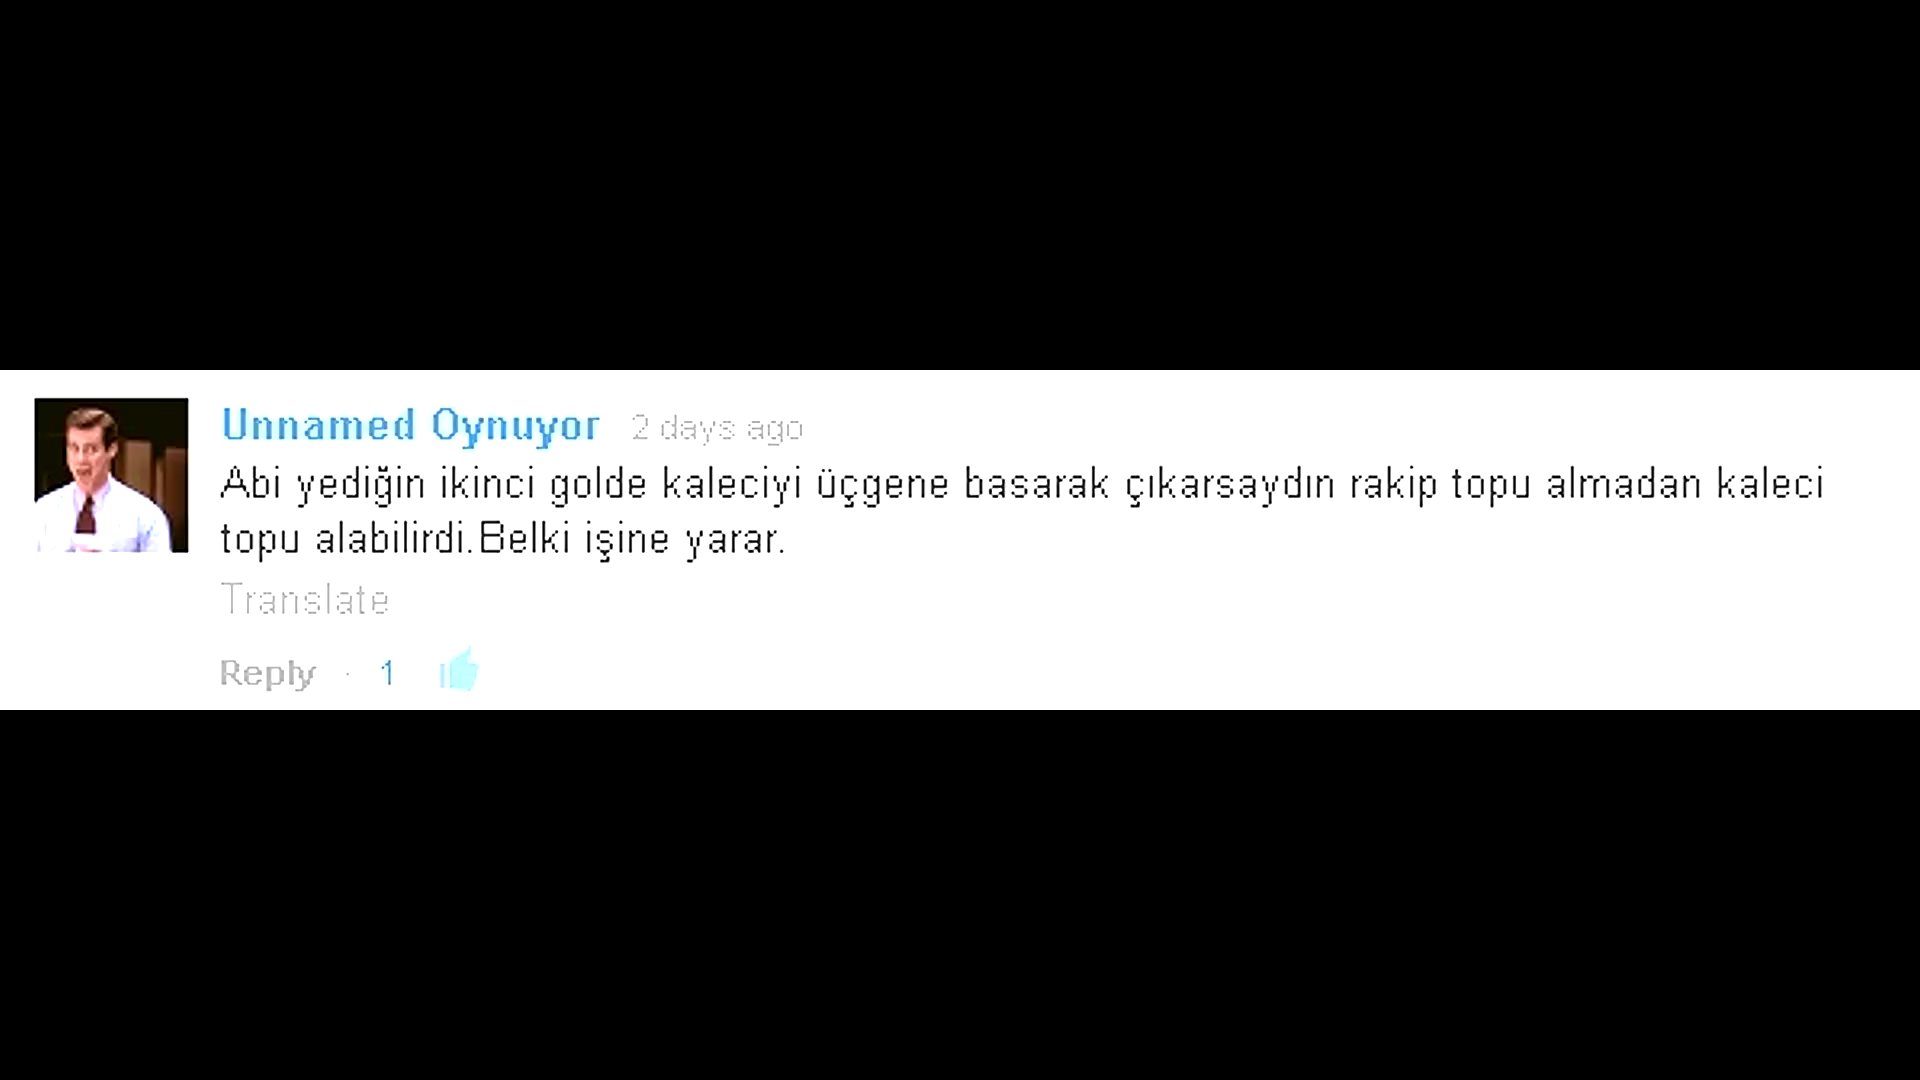 Unnamed Oynuyor 2 days ago
Abi yediğin ikinci golde kaleciyi üçgene basarak çıkarsaydın rakip topu almadan kaleci
topu alabilirdi.Belki işine yarar.
Translate
Reply · 1